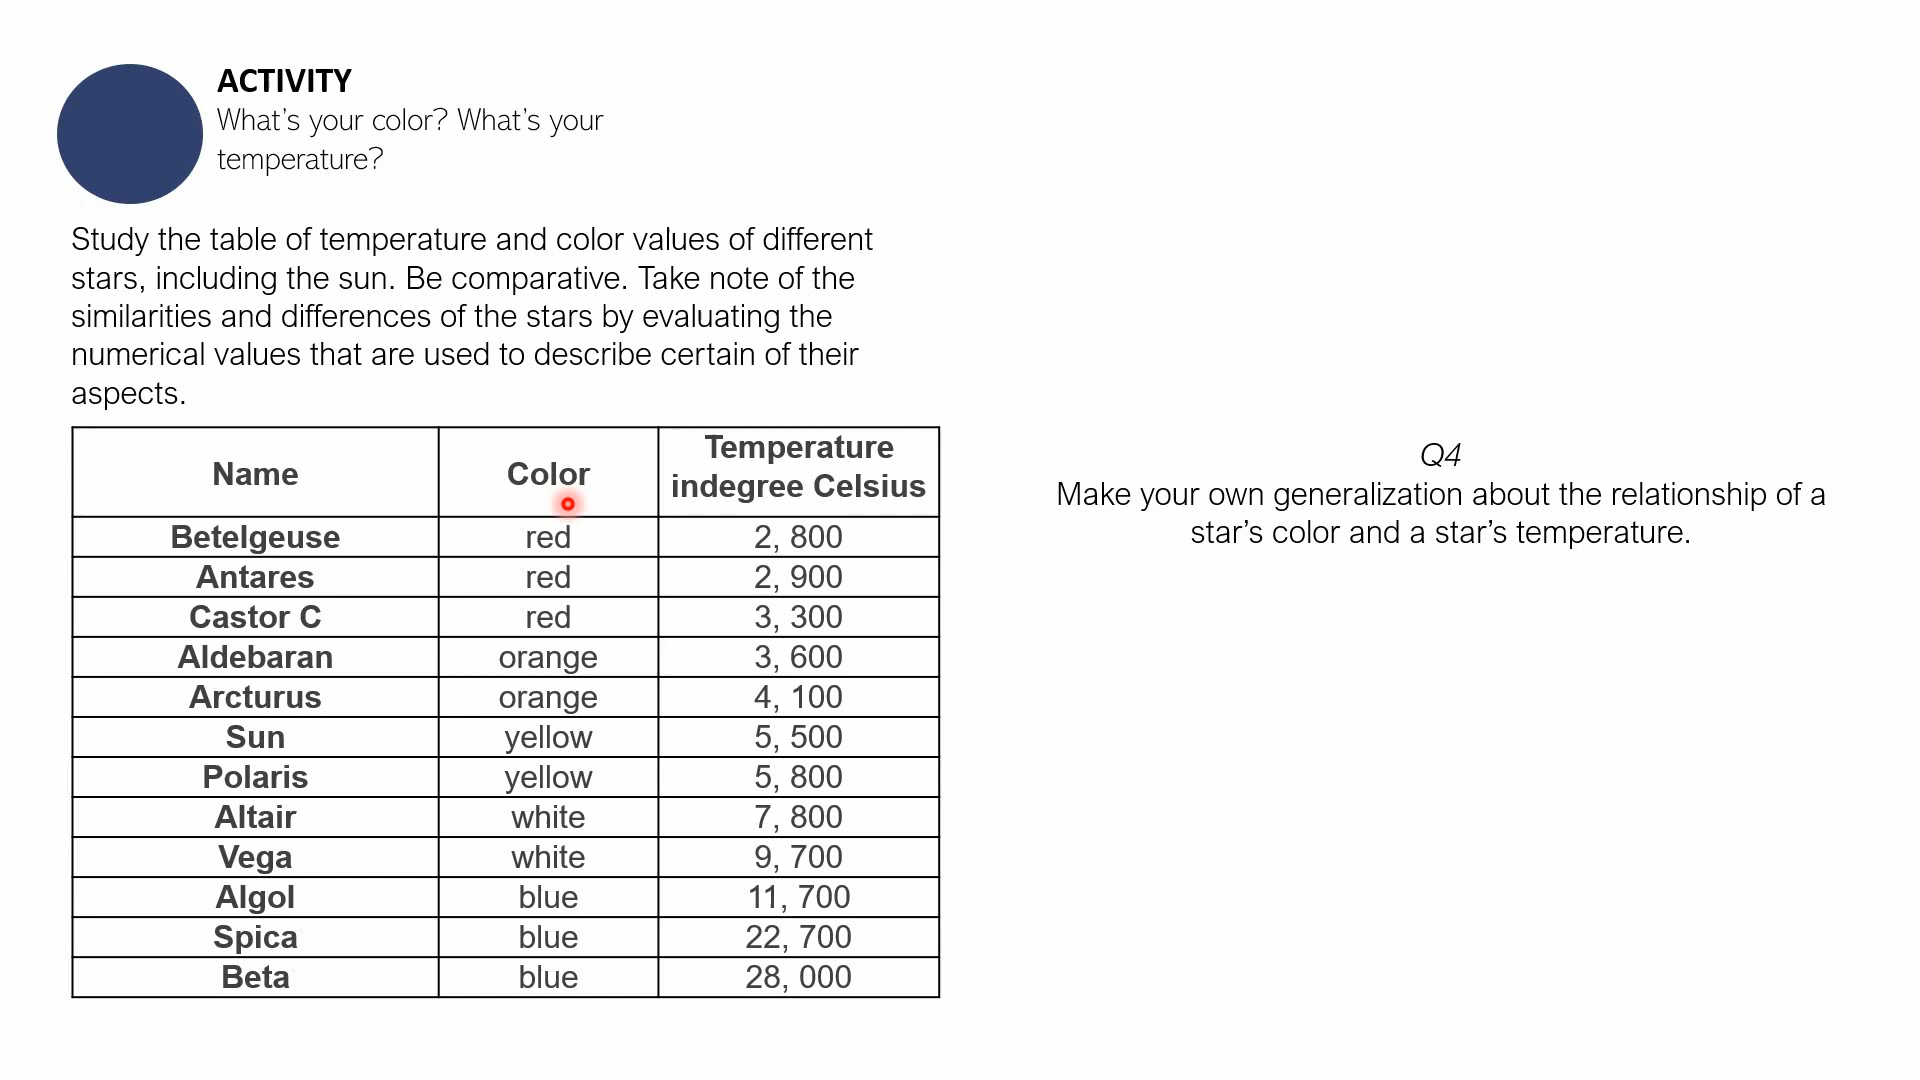 ACTIVITY
What's your color? What's your
temperature?
Study the table of temperature and color values of different
stars, including the sun. Be comparative. Take note of the
similarities and differences of the stars by evaluating the
numerical values that are used to describe certain of their
aspects.
Name Color Temperature indegree Celsius
Betelgeuse red 2, 800
Antares red 2, 900
Castor C red 3, 300
Aldebaran orange 3, 600
Arcturus orange 4, 100
Sun yellow 5, 500
Polaris yellow 5, 800
Altair white 7, 800
Vega white 9, 700
Algol blue 11, 700
Spica blue 22, 700
Beta blue 28, 000
Q4
Make your own generalization about the relationship of a
star's color and a star's temperature.